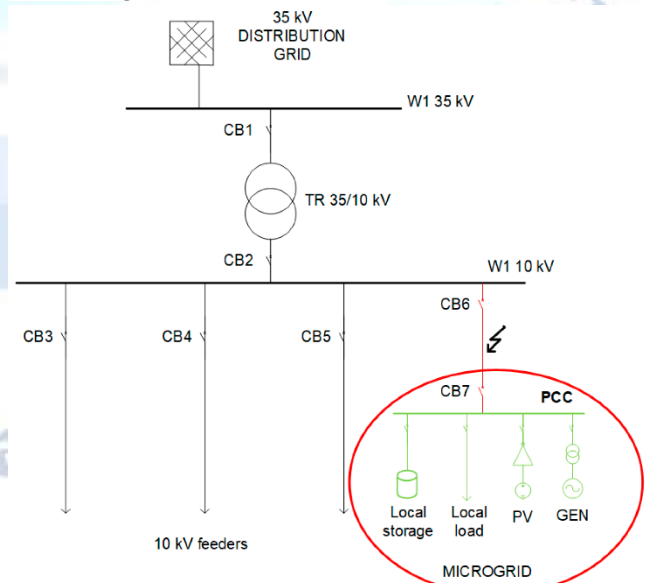 35 kV
DISTRIBUTION
GRID
W1 35 kV
CB1
TR 35/10 kV
CB2
W1 10 kV
CB6
CB3
CB4
CB5
CB7
PCC
Local
storage
Local
load
PV
GEN
10 kV feeders
MICROGRID